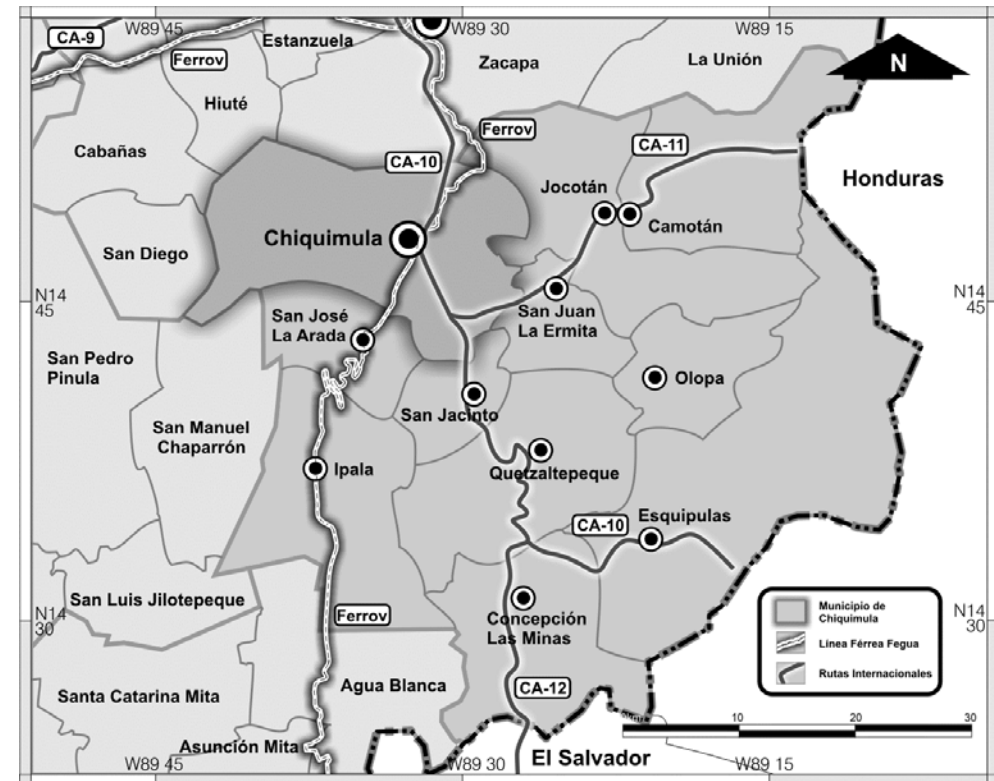 W89 45
W89 30
W89 15
CA-9
Ferrov
Estanzuela
Zacapa
La Unión
N
Hiuté
Cabañas
Ferrov
CA-10
CA-11
Honduras
Jocotán
Camotán
Chiquimula
San Diego
N14
45
N14
45
San José
La Arada
San Juan
La Ermita
San Pedro
Pinula
Olopa
San Jacinto
San Manuel
Chaparrón
Ipala
Quetzaltepeque
CA-10
Esquipulas
San Luis Jilotepeque
Ferrov
Concepción
Las Minas
N14
30
N14
30
Municipio de
Chiquimula
Línea Férrea Fegua
Rutas Internacionales
Santa Catarina Mita
Agua Blanca
CA-12
10
20
30
Asunción Mita
El Salvador
W89 45
W89 30
W89 15